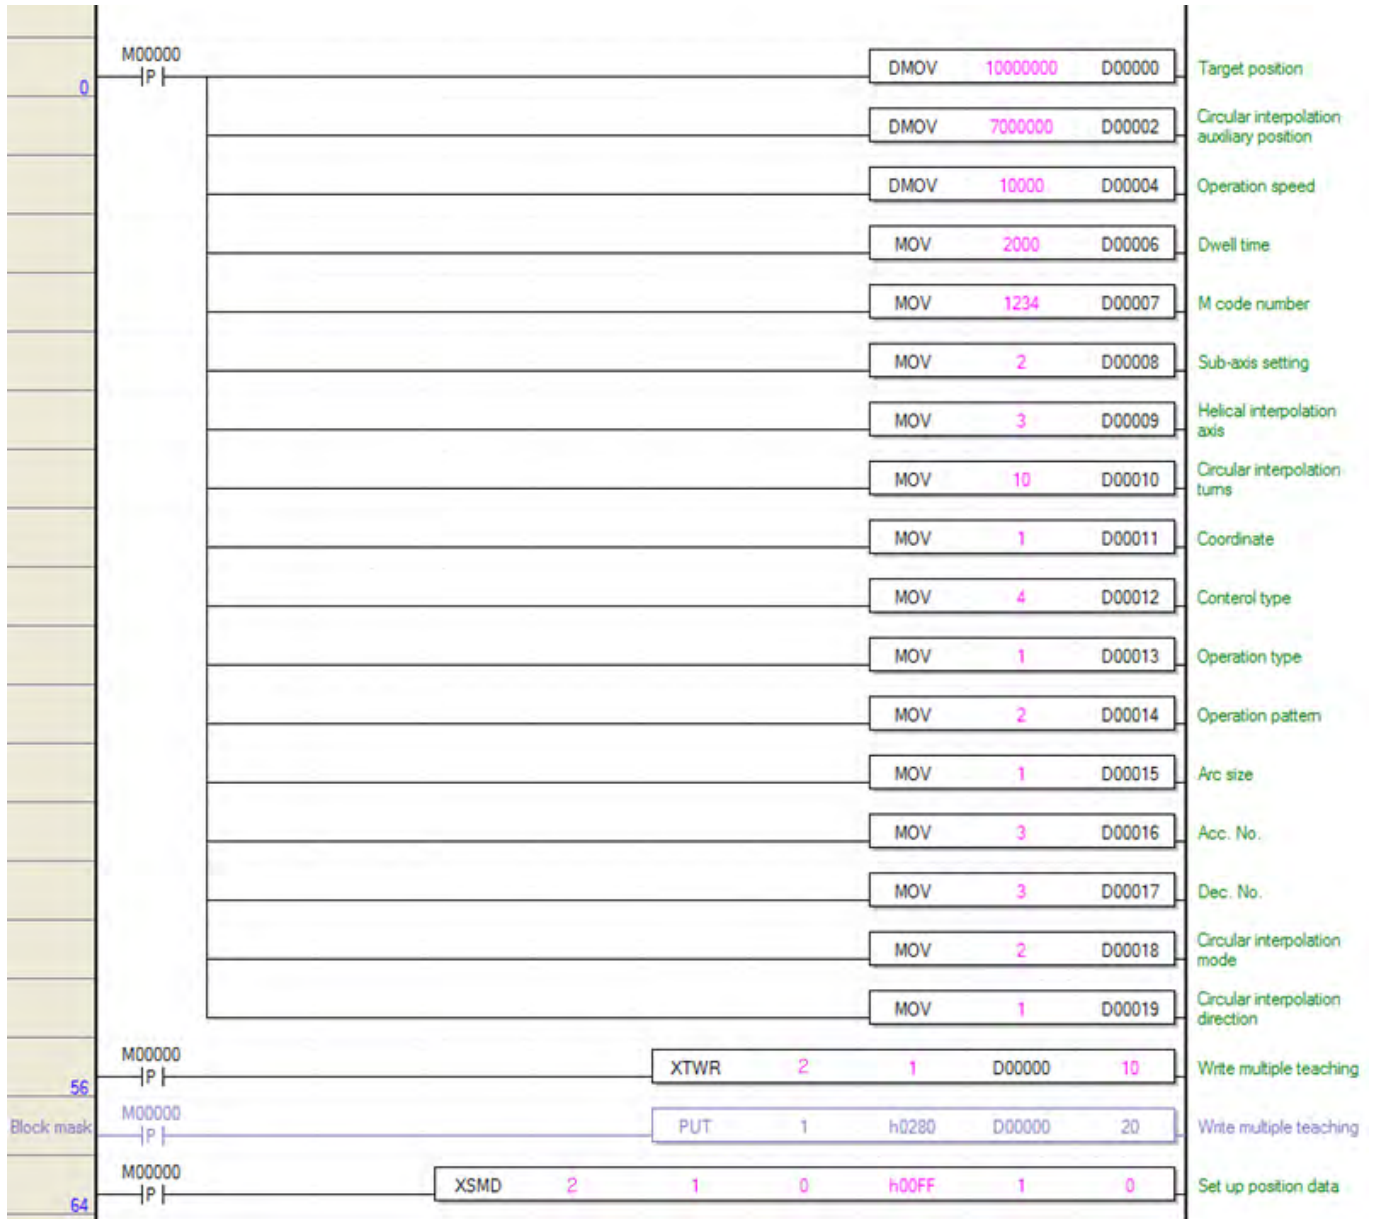 M00000
P
DMOV 10000000 D00000 Target position
0
DMOV 7000000 D00002 Circular interpolation
auxiliary position
DMOV 10000 D00004 Operation speed
MOV 2000 D00006 Dwell time
MOV 1234 D00007 M code number
MOV 2 D00008 Sub-axis setting
MOV 3 D00009 Helical interpolation
axis
MOV 10 D00010 Circular interpolation
turns
MOV 1 D00011 Coordinate
MOV 4 D00012 Conterol type
MOV 1 D00013 Operation type
MOV 2 D00014 Operation pattern
MOV 1 D00015 Arc size
MOV 3 D00016 Acc. No.
MOV 3 D00017 Dec. No.
MOV 2 D00018 Circular interpolation
mode
MOV 1 D00019 Circular interpolation
direction
M00000
P
XTWR 2 1 D00000 10 Write multiple teaching
56
M00000
Block mask P PUT 1 h0280 D00000 20 Write multiple teaching
M00000
P
XSMD 2 1 0 h00FF 1 0 Set up position data
64